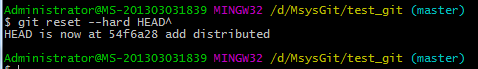 Administrator@MS-201303031839 MINGW32 /d/MsysGit/test_git (master)
$ git reset --hard HEAD^
HEAD is now at 54f6a28 add distributed
Administrator@MS-201303031839 MINGW32 /d/MsysGit/test_git (master)
$